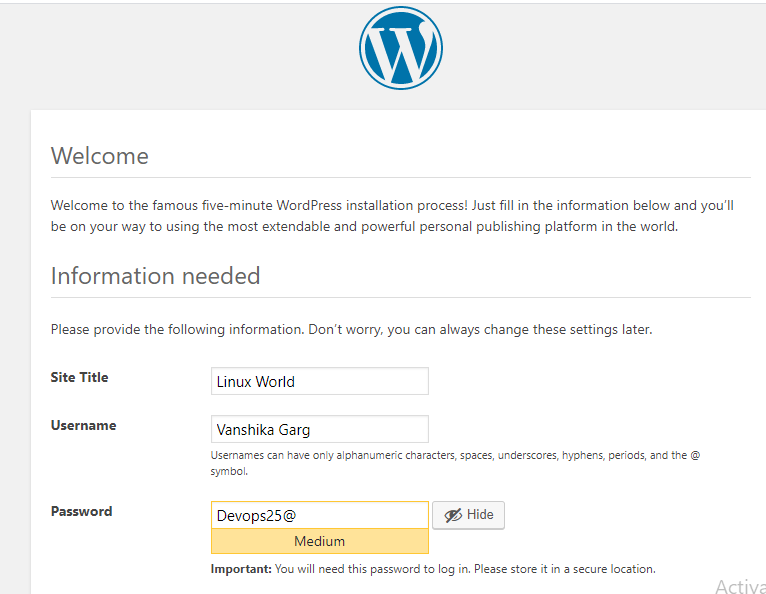 Welcome
Welcome to the famous five-minute WordPress installation process! Just fill in the information below and you'll
be on your way to using the most extendable and powerful personal publishing platform in the world.
Information needed
Please provide the following information. Don't worry, you can always change these settings later.
Site Title
Linux World
Username
Vanshika Garg
Usernames can have only alphanumeric characters, spaces, underscores, hyphens, periods, and the @
symbol.
Password
Devops25@
Hide
Medium
Important: You will need this password to log in. Please store it in a secure location.
Activa